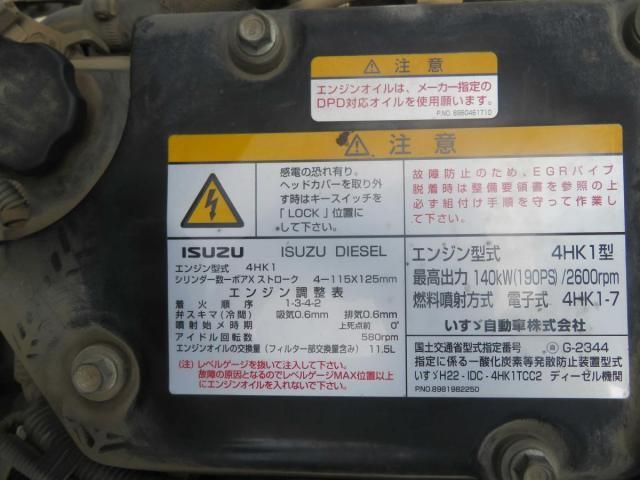 ⚠ 注意
エンジンオイルは、メーカー指定の
DPD対応オイルを使用願います。
P.NO. 8980461710
⚠ 注意
感電の恐れ有り。
ヘッドカバーを取り外
す時はキースイッチを
「LOCK」位置に
して下さい。
故障防止のため、EGRパイプ
脱着時は整備要領書を参照の上
必ず組付け手順を守って作業し
て下さい。
ISUZU ISUZU DIESEL
エンジン型式 4HK1
シリンダー数ーボアXストローク 4－115X125mm
エンジン調整表
着火順序 1-3-4-2
弁スキマ(冷間) 吸気0.6mm 排気0.6mm
噴射始メ時期 上死点前 0°
アイドル回転数 580rpm
エンジンオイルの交換量(フィルター部交換量含み) 11.5L
(注) レベルゲージを抜いて注入して下さい。
故障の原因となるのでレベルゲージMAX位置以上
にエンジンオイルを入れないで下さい。
エンジン型式 4HK1型
最高出力 140kW(190PS)/2600rpm
燃料噴射方式 電子式 4HK1-7
いすゞ自動車株式会社
国土交通省型式指定番号 G-2344
指定に係る一酸化炭素等発散防止装置型式
いすゞH22-IDC-4HK1TCC2 ディーゼル機関
P.NO.8981982250